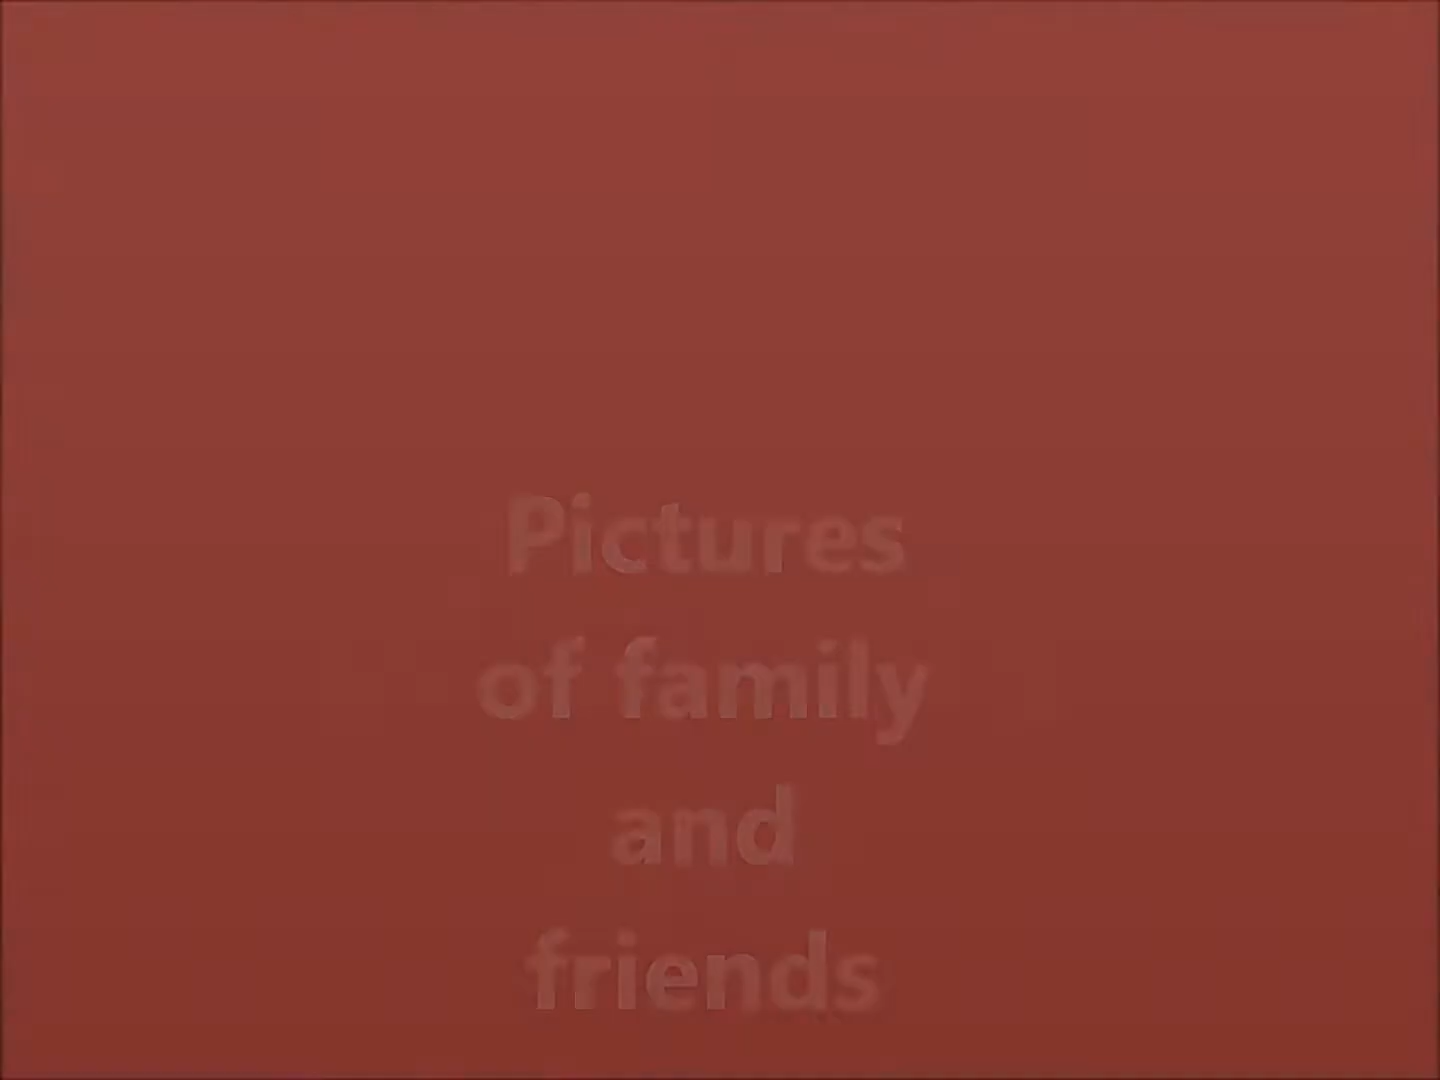 Pictures
of family
and
friends